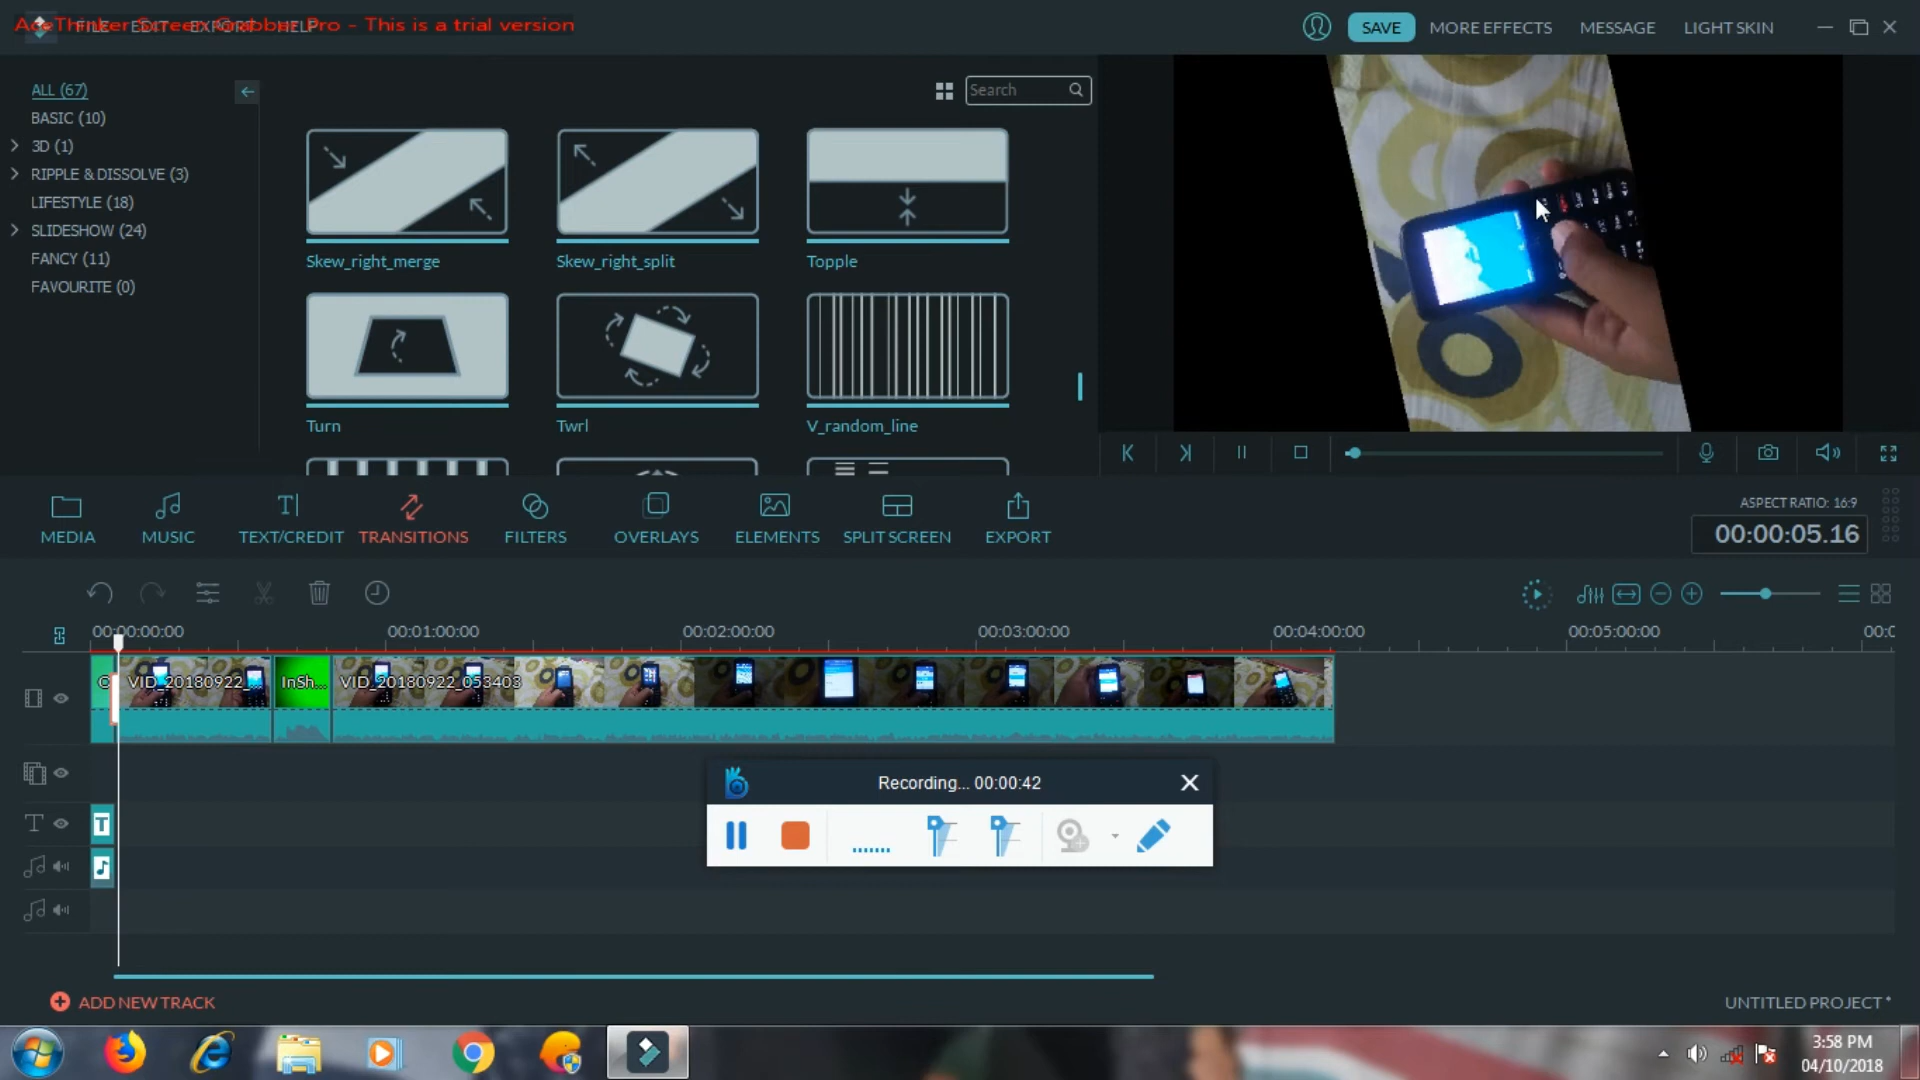 AceThinker Screen Grabber Pro - This is a trial version
FILE EDIT EXPORT HELP
SAVE MORE EFFECTS MESSAGE LIGHT SKIN
ALL (67)
BASIC (10)
3D (1)
RIPPLE & DISSOLVE (3)
LIFESTYLE (18)
SLIDESHOW (24)
FANCY (11)
FAVOURITE (0)
Search
Skew_right_merge Skew_right_split Topple
Turn Twrl V_random_line
MEDIA MUSIC TEXT/CREDIT TRANSITIONS FILTERS OVERLAYS ELEMENTS SPLIT SCREEN EXPORT
ASPECT RATIO: 16:9
00:00:05.16
00:00:00:00 00:01:00:00 00:02:00:00 00:03:00:00 00:04:00:00 00:05:00:00
VID_20180922_ InSh... VID_20180922_053403
Recording... 00:00:42
ADD NEW TRACK
UNTITLED PROJECT *
3:58 PM
04/10/2018